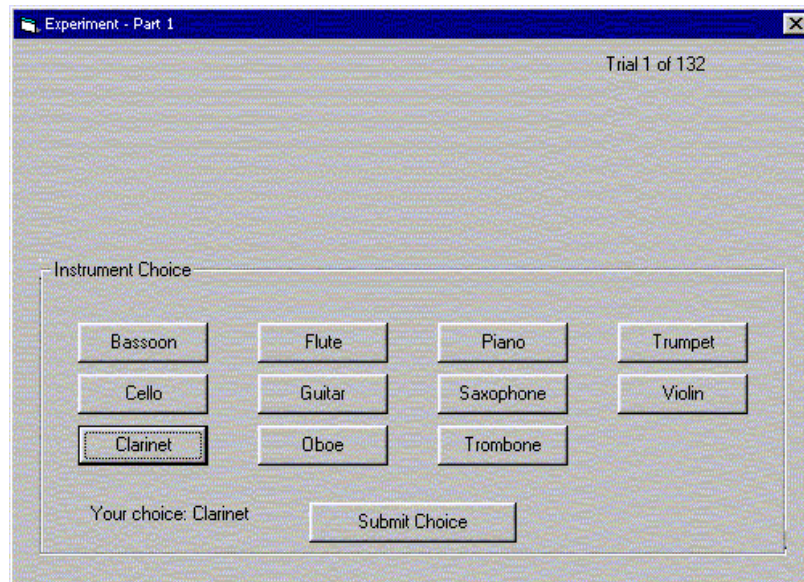 Experiment - Part 1
Trial 1 of 132
Instrument Choice
Bassoon Flute Piano Trumpet
Cello Guitar Saxophone Violin
Clarinet Oboe Trombone
Your choice: Clarinet Submit Choice